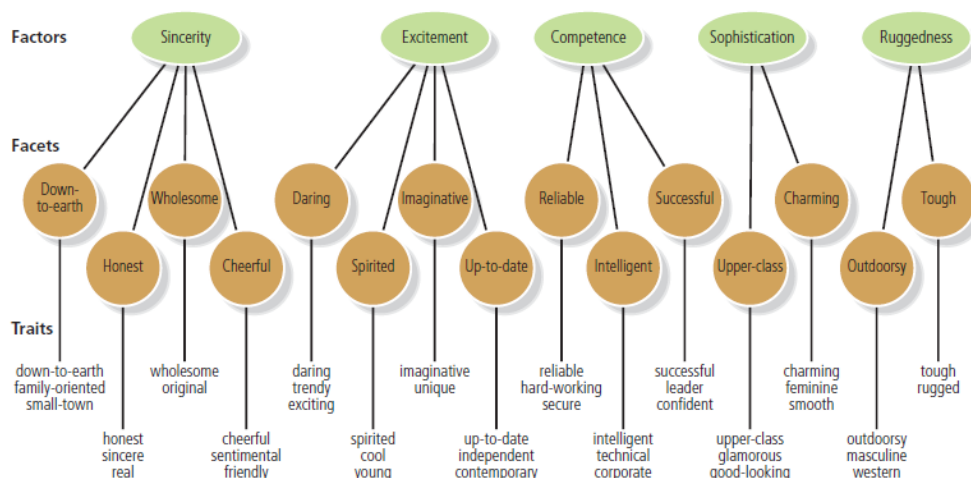 Factors
Sincerity
Excitement
Competence
Sophistication
Ruggedness
Facets
Down-
to-earth
Wholesome
Daring
Imaginative
Reliable
Successful
Charming
Tough
Honest
Cheerful
Spirited
Up-to-date
Intelligent
Upper-class
Outdoorsy
Traits
down-to-earth
family-oriented
small-town
wholesome
original
daring
trendy
exciting
imaginative
unique
reliable
hard-working
secure
successful
leader
confident
charming
feminine
smooth
tough
rugged
honest
sincere
real
cheerful
sentimental
friendly
spirited
cool
young
up-to-date
independent
contemporary
intelligent
technical
corporate
upper-class
glamorous
good-looking
outdoorsy
masculine
western